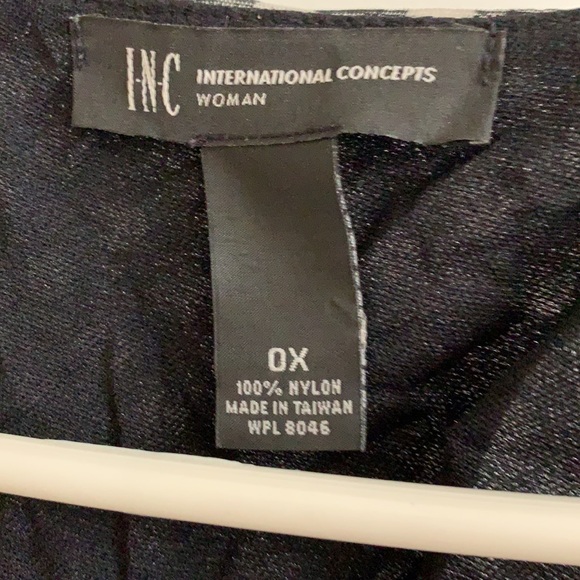 I·N·C INTERNATIONAL CONCEPTS
WOMAN
0X
100% NYLON
MADE IN TAIWAN
WPL 8046